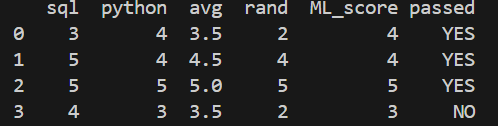 sql python avg rand ML_score passed
0 3 4 3.5 2 4 YES
1 5 4 4.5 4 4 YES
2 5 5 5.0 5 5 YES
3 4 3 3.5 2 3 NO